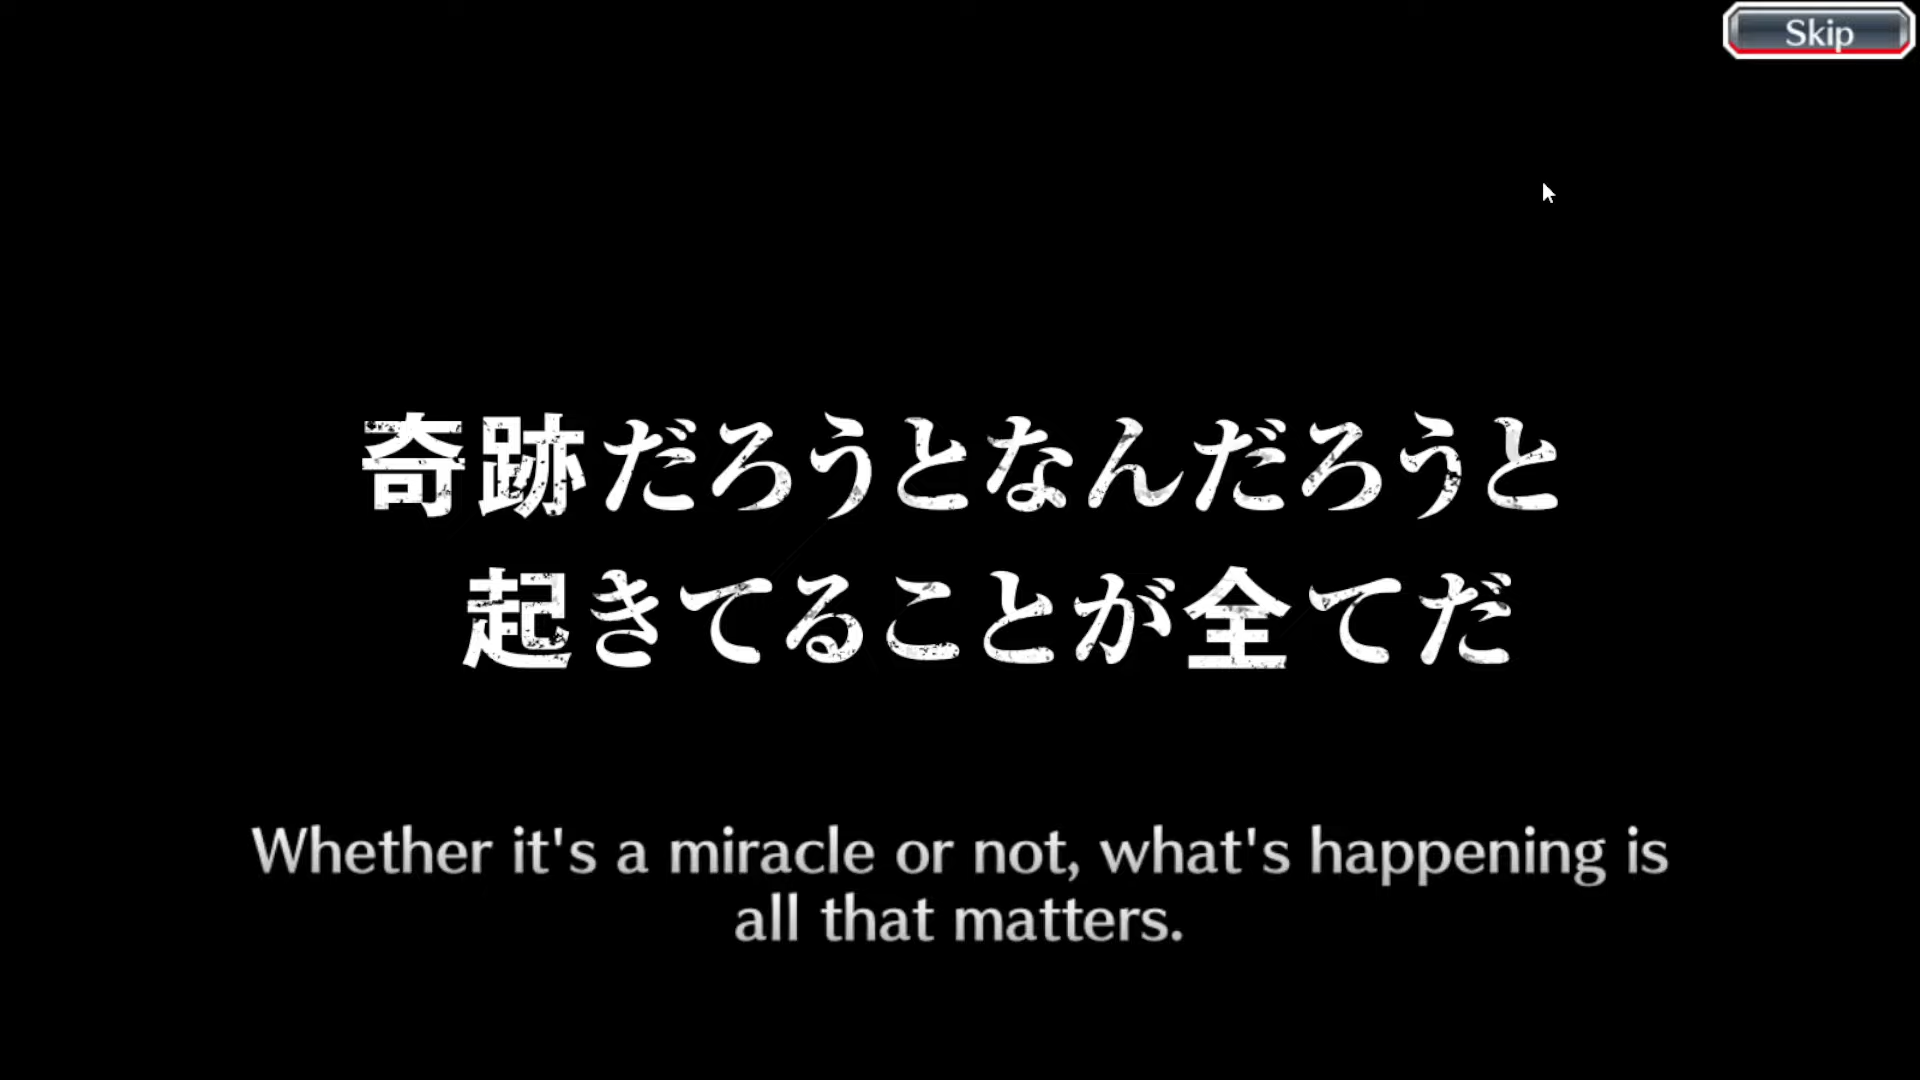 Skip
奇跡だろうとなんだろうと
起きてることが全てだ
Whether it's a miracle or not, what's happening is
all that matters.